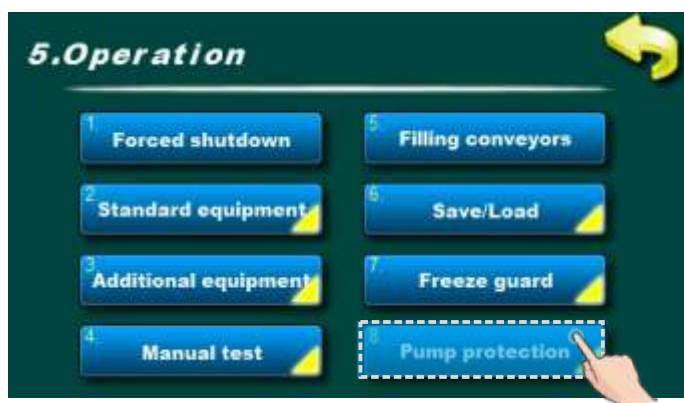 5.Operation
1
Forced shutdown
2
Standard equipment
3
Additional equipment
4
Manual test
5
Filling conveyors
6
Save/Load
7
Freeze guard
8
Pump protection